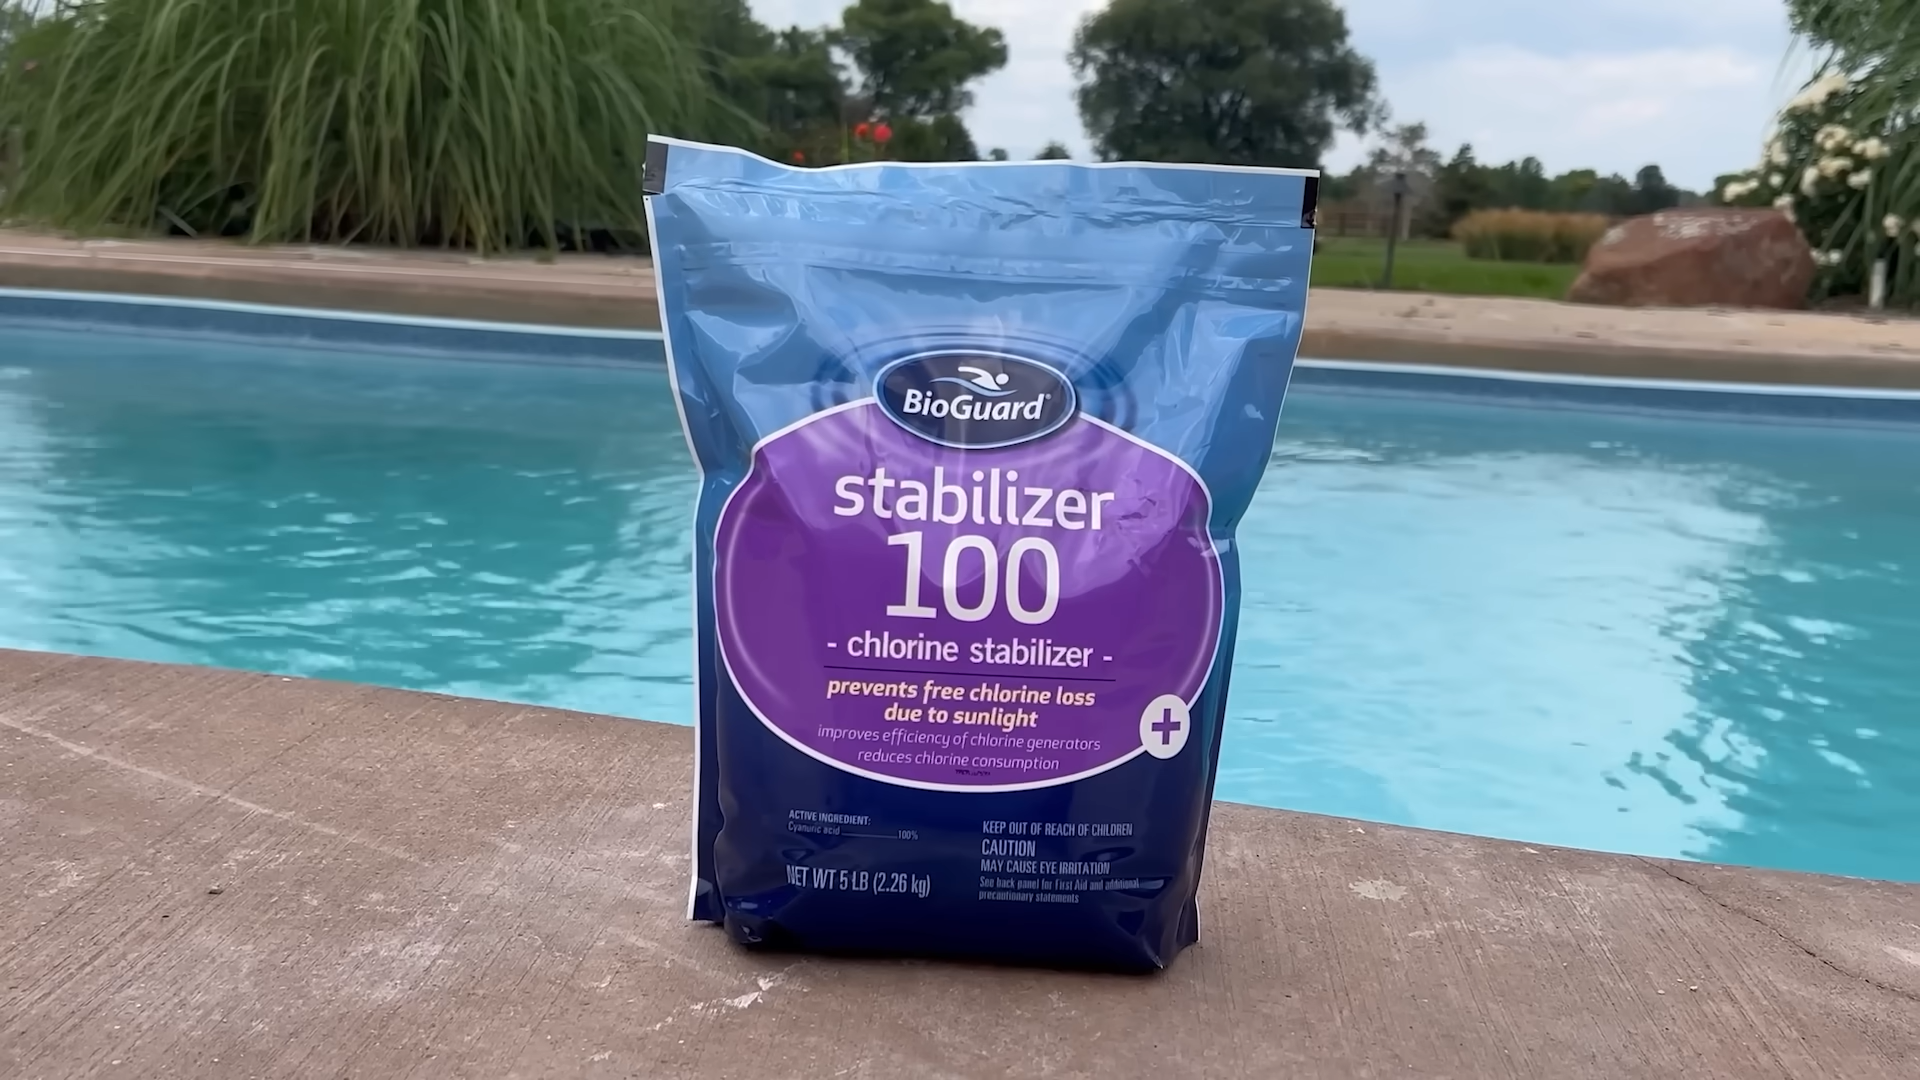 BioGuard®
stabilizer
100
- chlorine stabilizer -
prevents free chlorine loss
due to sunlight
improves efficiency of chlorine generators
reduces chlorine consumption
ACTIVE INGREDIENT:
Cyanuric acid 100%
NET WT 5 LB (2.26 kg)
KEEP OUT OF REACH OF CHILDREN
CAUTION
MAY CAUSE EYE IRRITATION
See back panel for First Aid and additional
precautionary statements